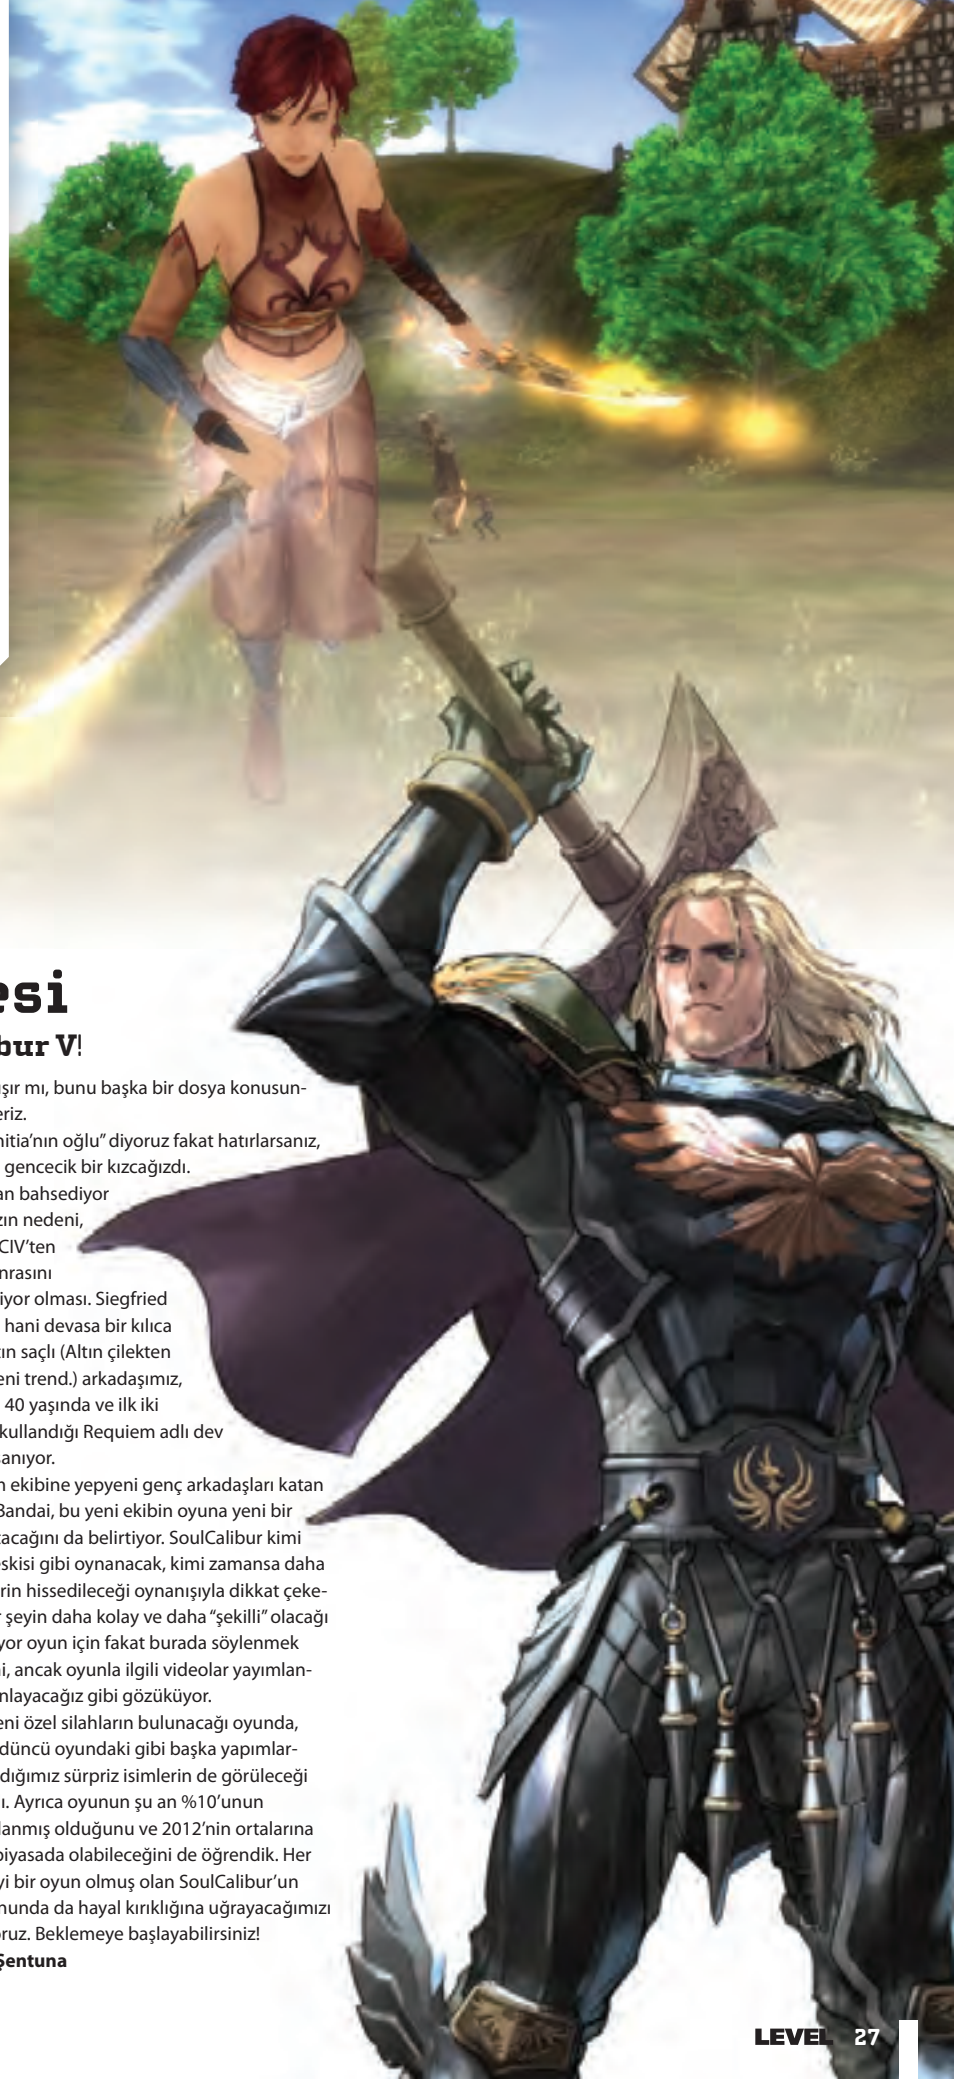 esi
bur V!
ışır mı, bunu başka bir dosya konusun-
eriz.
nitia’nın oğlu” diyoruz fakat hatırlarsanız,
gencecik bir kızcağızdı.
an bahsediyor
zın nedeni,
CIV’ten
nrasını
iyor olması. Siegfried
hani devasa bir kılıca
ın saçlı (Altın çilekten
eni trend.) arkadaşımız,
40 yaşında ve ilk iki
kullandığı Requiem adlı dev
anıyor.
n ekibine yepyeni genç arkadaşları katan
Bandai, bu yeni ekibin oyuna yeni bir
tacağını da belirtiyor. SoulCalibur kimi
eskisi gibi oynanacak, kimi zamansa daha
rin hissedileceği oynanışıyla dikkat çeke-
r şeyin daha kolay ve daha “şekilli” olacağı
yor oyun için fakat burada söylenmek
ni, ancak oyunla ilgili videolar yayımlan-
nlayacağız gibi gözüküyor.
eni özel silahların bulunacağı oyunda,
düncü oyundaki gibi başka yapımlar-
dığımız sürpriz isimlerin de görüleceği
ı. Ayrıca oyunun şu an %10’unun
lanmış olduğunu ve 2012’nin ortalarına
piyasada olabileceğini de öğrendik. Her
yi bir oyun olmuş olan SoulCalibur’un
nunda da hayal kırıklığına uğrayacağımızı
oruz. Beklemeye başlayabilirsiniz!
Şentuna
LEVEL 27